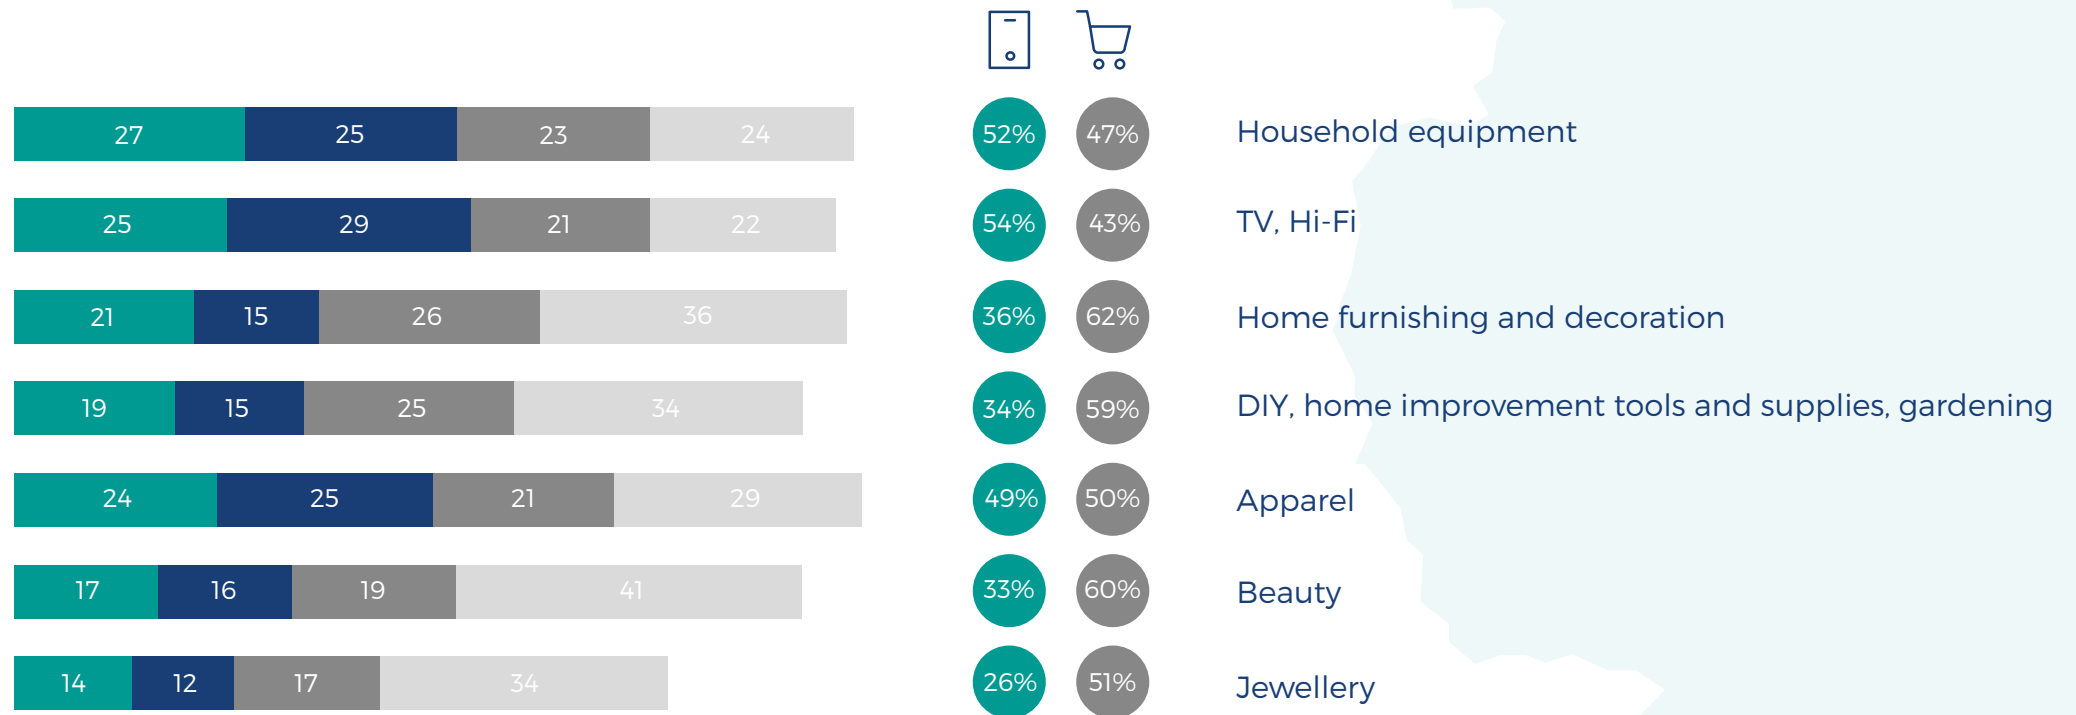 27 25 23 24 52% 47% Household equipment
25 29 21 22 54% 43% TV, Hi-Fi
21 15 26 36 36% 62% Home furnishing and decoration
19 15 25 34 34% 59% DIY, home improvement tools and supplies, gardening
24 25 21 29 49% 50% Apparel
17 16 19 41 33% 60% Beauty
14 12 17 34 26% 51% Jewellery